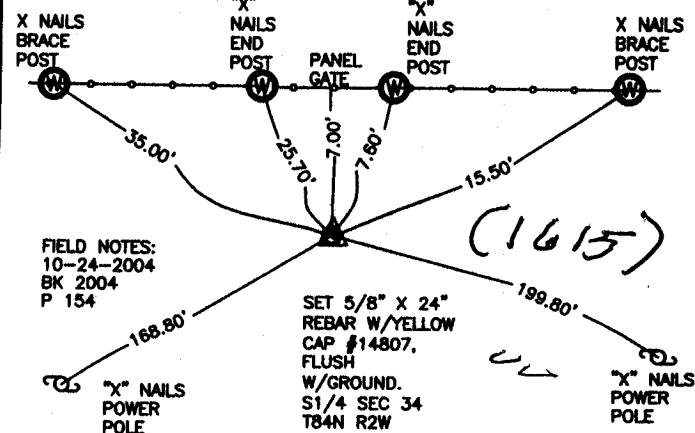 X NAILS
BRACE
POST
"X"
NAILS
END
POST
PANEL
GATE
"X"
NAILS
END
POST
X NAILS
BRACE
POST
W
W
W
W
35.00'
25.70'
7.00'
7.60'
15.50'
(1615)
FIELD NOTES:
10-24-2004
BK 2004
P 154
168.80'
199.80'
SET 5/8" X 24"
REBAR W/YELLOW
CAP #14807,
FLUSH
W/GROUND.
S1/4 SEC 34
T84N R2W
"X" NAILS
POWER
POLE
"X" NAILS
POWER
POLE